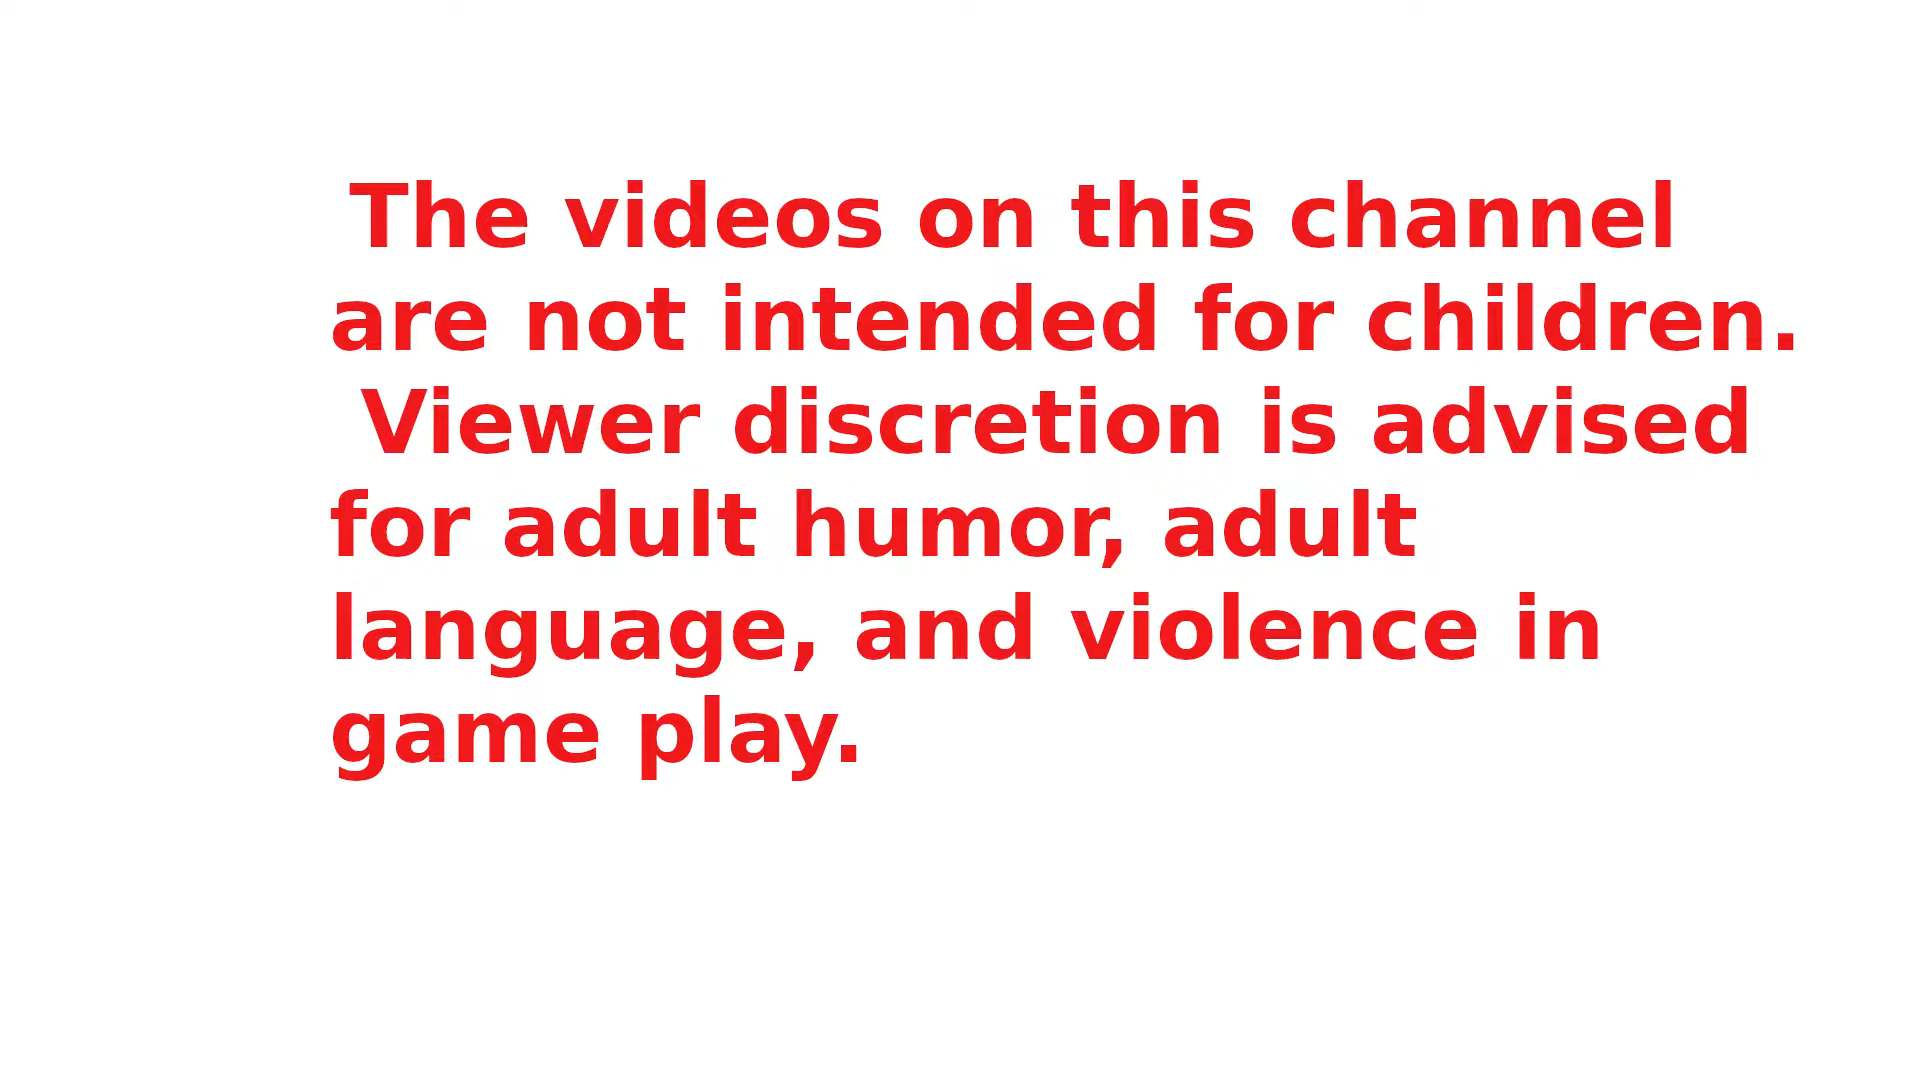 The videos on this channel
are not intended for children.
Viewer discretion is advised
for adult humor, adult
language, and violence in
game play.